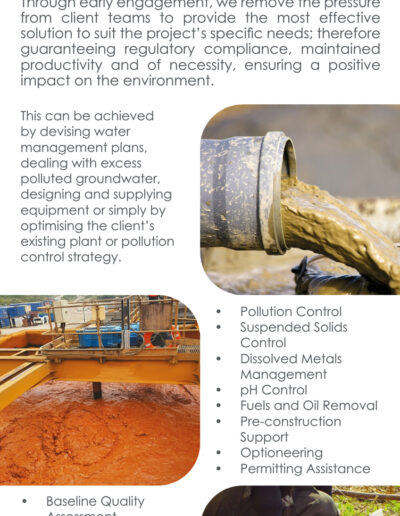 Through early engagement, we remove the pressure
from client teams to provide the most effective
solution to suit the project's specific needs; therefore
guaranteeing regulatory compliance, maintained
productivity and of necessity, ensuring a positive
impact on the environment.
This can be achieved
by devising water
management plans,
dealing with excess
polluted groundwater,
designing and supplying
equipment or simply by
optimising the client's
existing plant or pollution
control strategy.
• Pollution Control
• Suspended Solids
Control
• Dissolved Metals
Management
• pH Control
• Fuels and Oil Removal
• Pre-construction
Support
• Optioneering
• Permitting Assistance
• Baseline Quality
Assessment